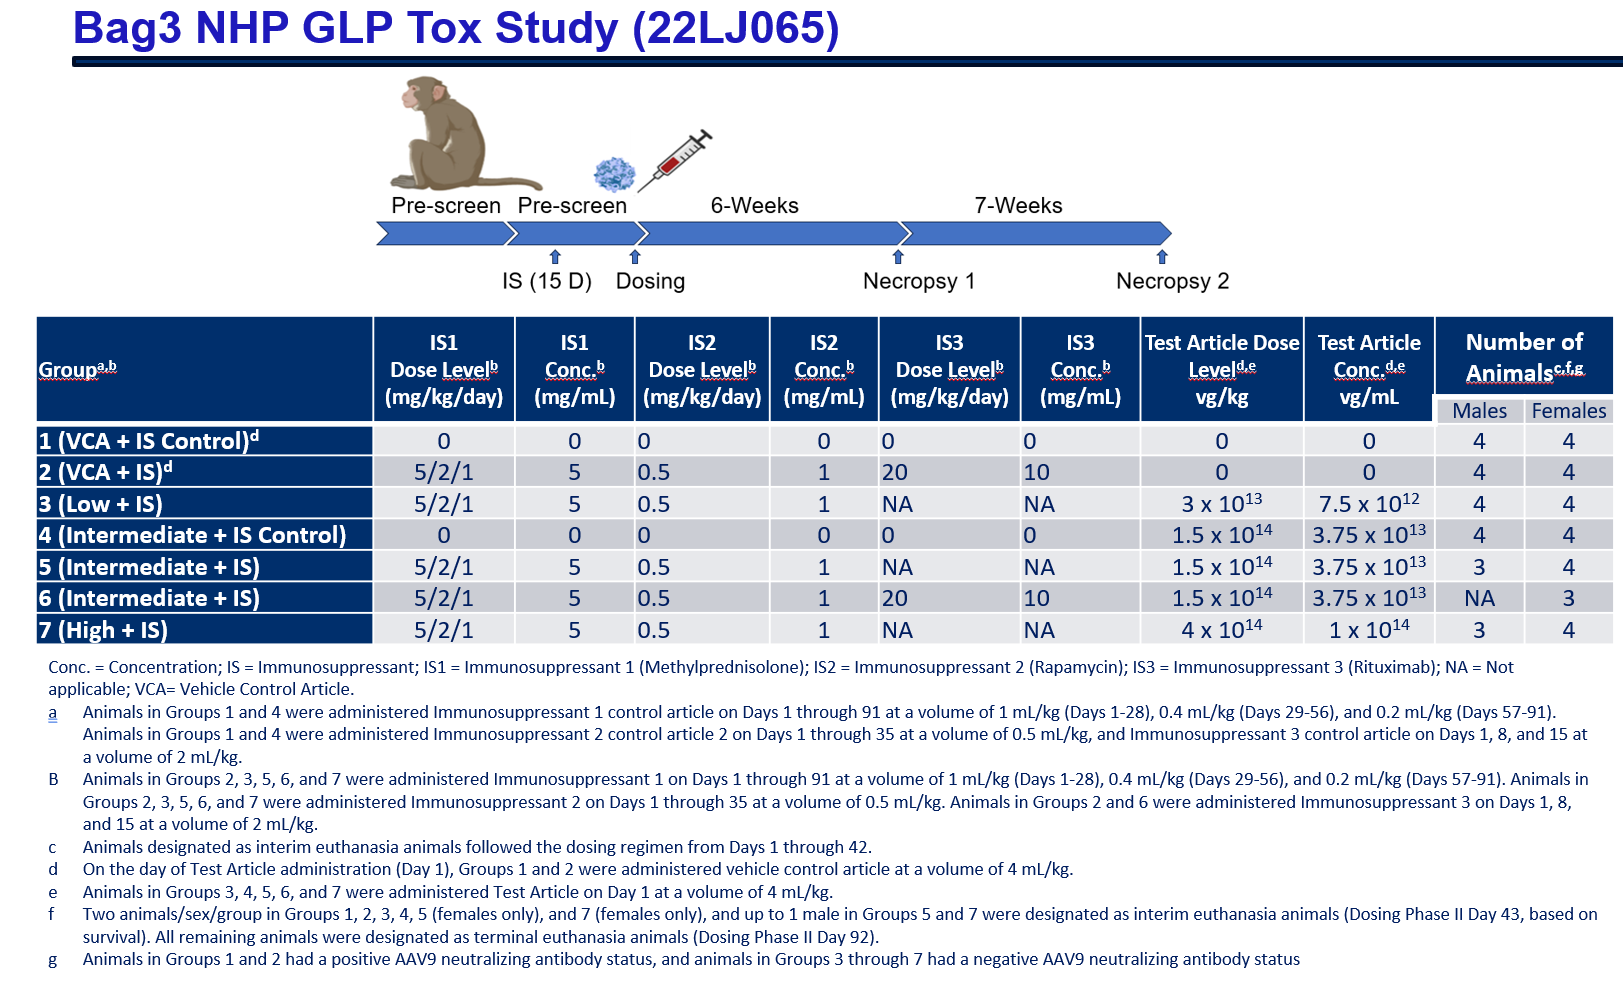 Bag3 NHP GLP Tox Study (22LJ065)
Pre-screen Pre-screen 6-Weeks 7-Weeks
IS (15 D) Dosing Necropsy 1 Necropsy 2
Group^a,b | IS1 Dose Level^b (mg/kg/day) | IS1 Conc.^b (mg/mL) | IS2 Dose Level^b (mg/kg/day) | IS2 Conc.^b (mg/mL) | IS3 Dose Level^b (mg/kg/day) | IS3 Conc.^b (mg/mL) | Test Article Dose Level^d,e vg/kg | Test Article Conc.^d,e vg/mL | Number of Animals^c,f,g
Males | Females
1 (VCA + IS Control)^d | 0 | 0 | 0 | 0 | 0 | 0 | 0 | 0 | 4 | 4
2 (VCA + IS)^d | 5/2/1 | 5 | 0.5 | 1 | 20 | 10 | 0 | 0 | 4 | 4
3 (Low + IS) | 5/2/1 | 5 | 0.5 | 1 | NA | NA | 3 x 10^13 | 7.5 x 10^12 | 4 | 4
4 (Intermediate + IS Control) | 0 | 0 | 0 | 0 | 0 | 0 | 1.5 x 10^14 | 3.75 x 10^13 | 4 | 4
5 (Intermediate + IS) | 5/2/1 | 5 | 0.5 | 1 | NA | NA | 1.5 x 10^14 | 3.75 x 10^13 | 3 | 4
6 (Intermediate + IS) | 5/2/1 | 5 | 0.5 | 1 | 20 | 10 | 1.5 x 10^14 | 3.75 x 10^13 | NA | 3
7 (High + IS) | 5/2/1 | 5 | 0.5 | 1 | NA | NA | 4 x 10^14 | 1 x 10^14 | 3 | 4
Conc. = Concentration; IS = Immunosuppressant; IS1 = Immunosuppressant 1 (Methylprednisolone); IS2 = Immunosuppressant 2 (Rapamycin); IS3 = Immunosuppressant 3 (Rituximab); NA = Not
applicable; VCA= Vehicle Control Article.
a Animals in Groups 1 and 4 were administered Immunosuppressant 1 control article on Days 1 through 91 at a volume of 1 mL/kg (Days 1-28), 0.4 mL/kg (Days 29-56), and 0.2 mL/kg (Days 57-91).
Animals in Groups 1 and 4 were administered Immunosuppressant 2 control article 2 on Days 1 through 35 at a volume of 0.5 mL/kg, and Immunosuppressant 3 control article on Days 1, 8, and 15 at
a volume of 2 mL/kg.
B Animals in Groups 2, 3, 5, 6, and 7 were administered Immunosuppressant 1 on Days 1 through 91 at a volume of 1 mL/kg (Days 1-28), 0.4 mL/kg (Days 29-56), and 0.2 mL/kg (Days 57-91). Animals in
Groups 2, 3, 5, 6, and 7 were administered Immunosuppressant 2 on Days 1 through 35 at a volume of 0.5 mL/kg. Animals in Groups 2 and 6 were administered Immunosuppressant 3 on Days 1, 8,
and 15 at a volume of 2 mL/kg.
c Animals designated as interim euthanasia animals followed the dosing regimen from Days 1 through 42.
d On the day of Test Article administration (Day 1), Groups 1 and 2 were administered vehicle control article at a volume of 4 mL/kg.
e Animals in Groups 3, 4, 5, 6, and 7 were administered Test Article on Day 1 at a volume of 4 mL/kg.
f Two animals/sex/group in Groups 1, 2, 3, 4, 5 (females only), and 7 (females only), and up to 1 male in Groups 5 and 7 were designated as interim euthanasia animals (Dosing Phase II Day 43, based on
survival). All remaining animals were designated as terminal euthanasia animals (Dosing Phase II Day 92).
g Animals in Groups 1 and 2 had a positive AAV9 neutralizing antibody status, and animals in Groups 3 through 7 had a negative AAV9 neutralizing antibody status